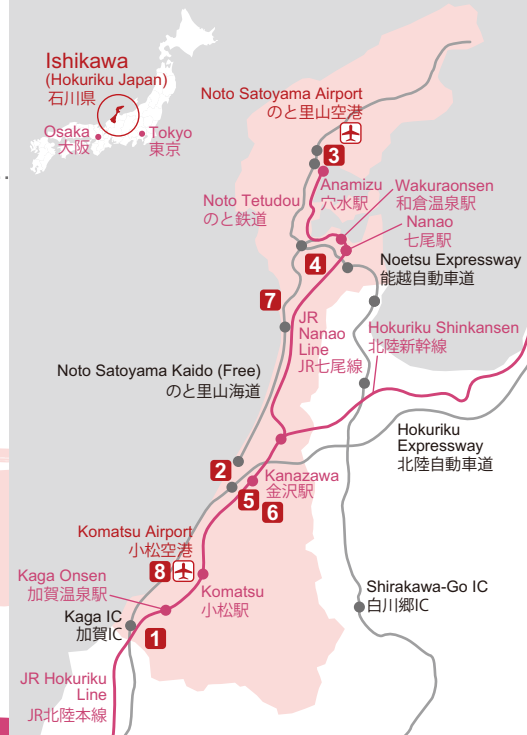 Ishikawa
(Hokuriku Japan)
石川県
Osaka
大阪
Tokyo
東京
Noto Satoyama Airport
のと里山空港
3
Anamizu
穴水駅
Noto Tetudou
のと鉄道
Wakuraonsen
和倉温泉駅
Nanao
七尾駅
4
Noetsu Expressway
能越自動車道
7
JR
Nanao
Line
JR七尾線
Hokuriku Shinkansen
北陸新幹線
Noto Satoyama Kaido (Free)
のと里山海道
Hokuriku
Expressway
北陸自動車道
2
Kanazawa
金沢駅
5
6
Komatsu Airport
小松空港
8
Kaga Onsen
加賀温泉駅
Komatsu
小松駅
Shirakawa-Go IC
白川郷IC
Kaga IC
加賀IC
1
JR Hokuriku
Line
JR北陸本線